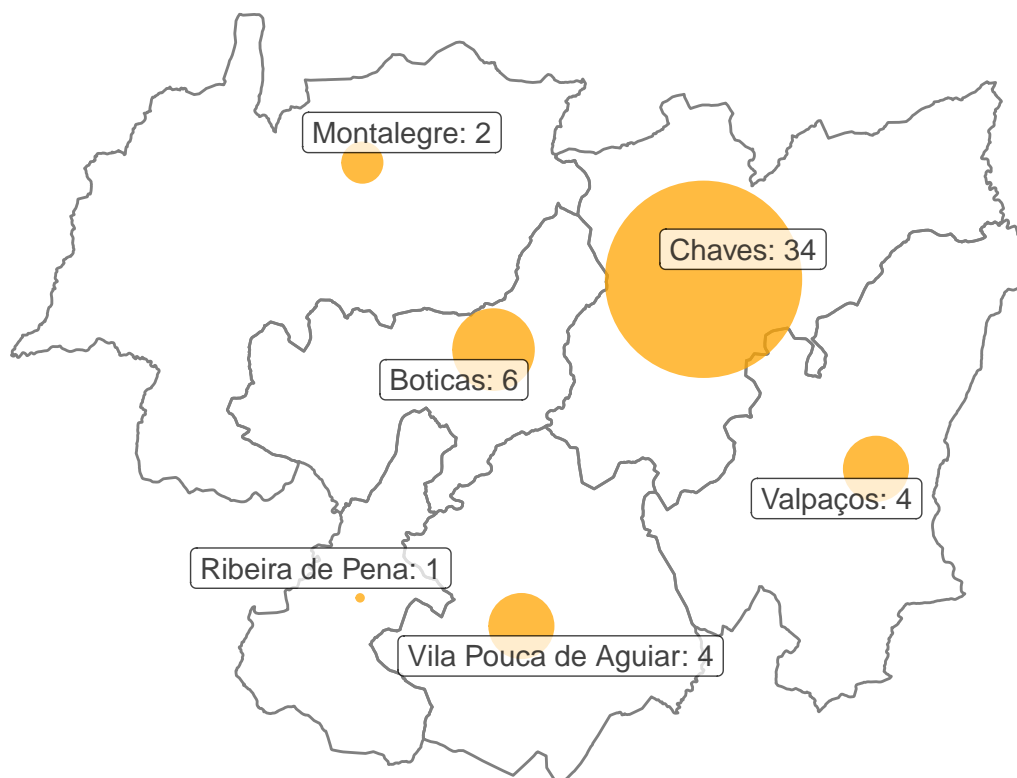 Montalegre: 2
Chaves: 34
Boticas: 6
Valpaços: 4
Ribeira de Pena: 1
Vila Pouca de Aguiar: 4